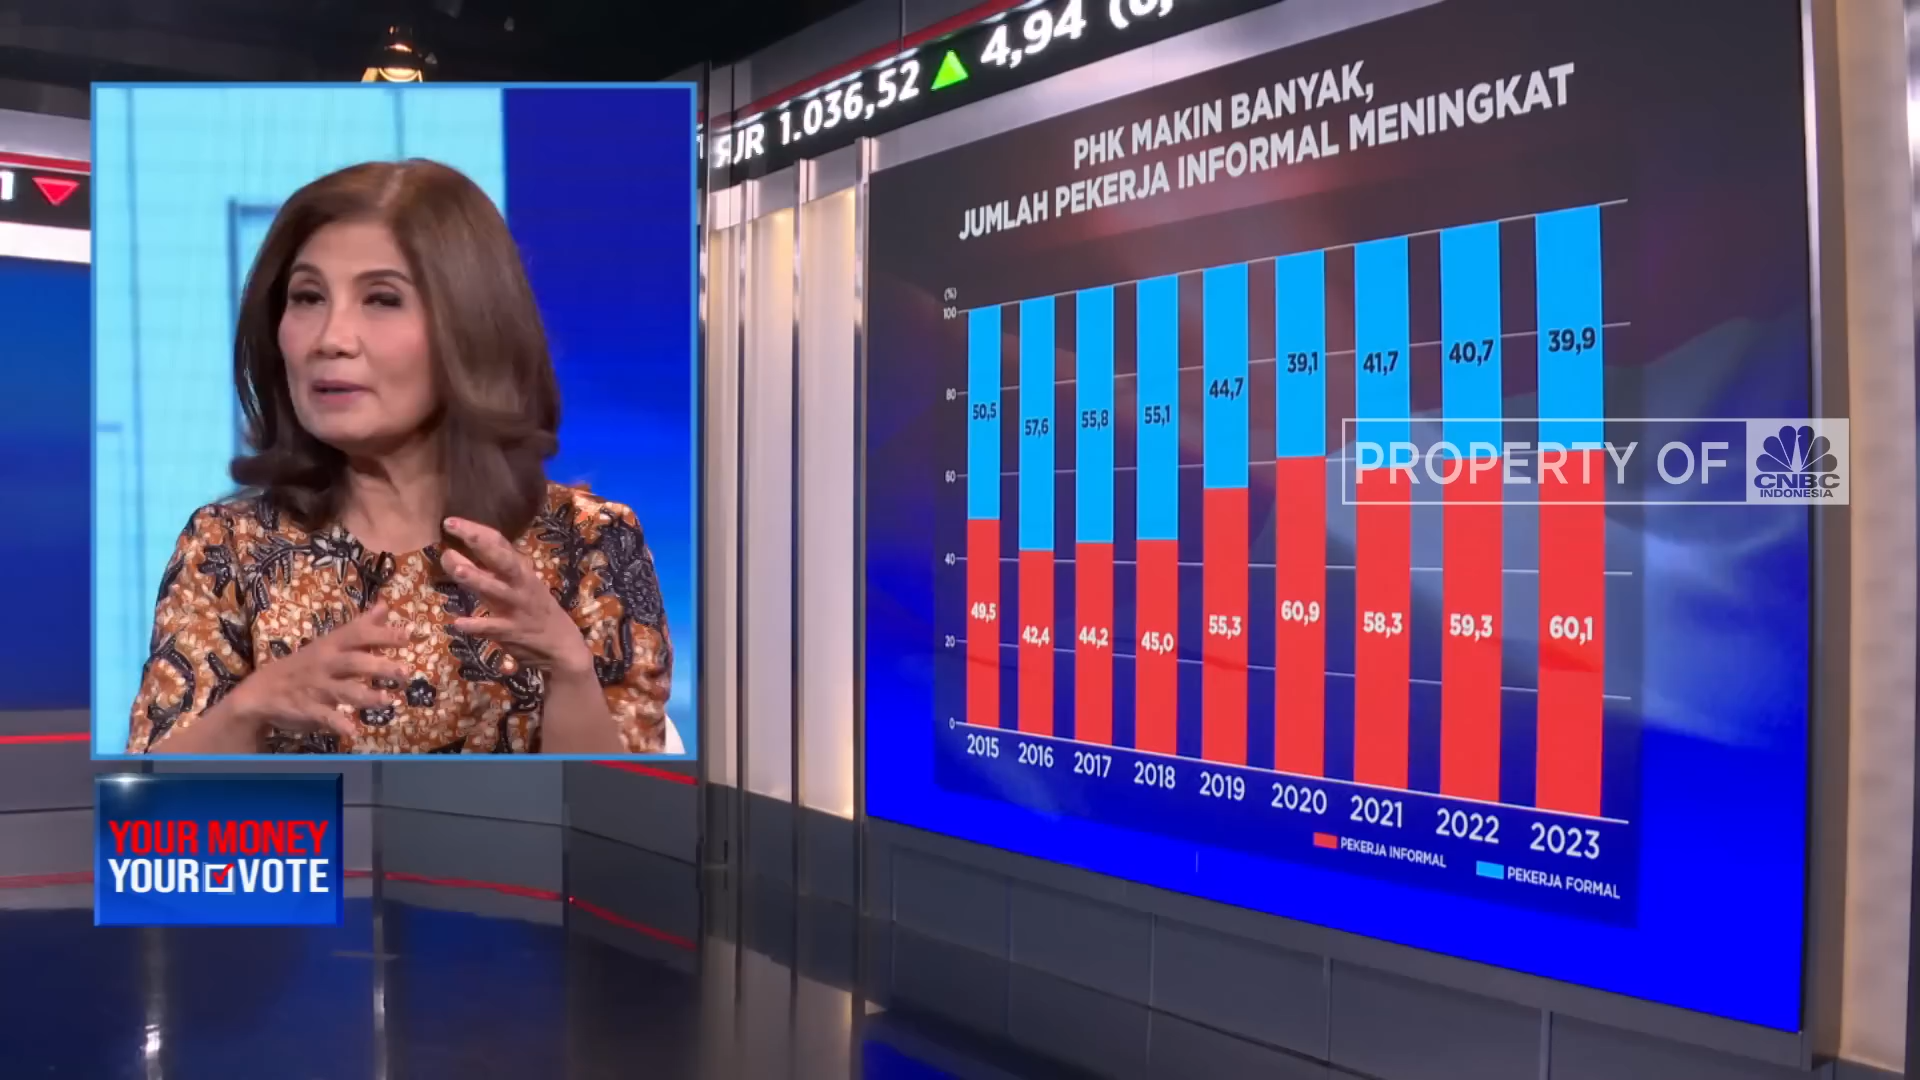 1.036,52 4,94
1
PHK MAKIN BANYAK,
JUMLAH PEKERJA INFORMAL MENINGKAT
(%)
100
80
60
40
20
0
50,5 57,6 55,8 55,1 44,7 39,1 41,7 40,7 39,9
49,5 42,4 44,2 45,0 55,3 60,9 58,3 59,3 60,1
2015 2016 2017 2018 2019 2020 2021 2022 2023
PEKERJA INFORMAL PEKERJA FORMAL
PROPERTY OF
CNBC
INDONESIA
YOUR MONEY
YOUR VOTE